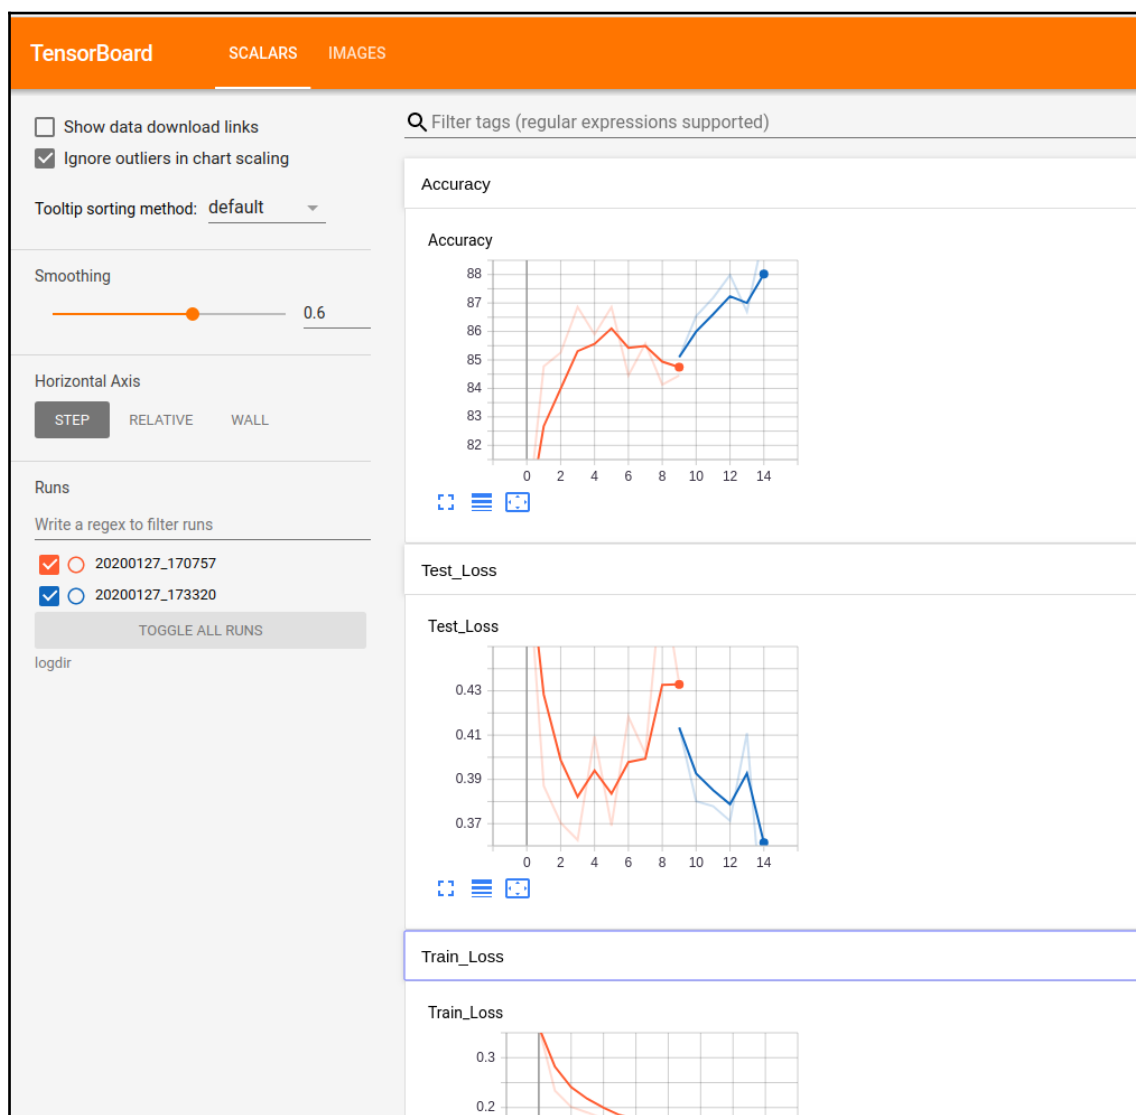 TensorBoard SCALARS IMAGES
Show data download links
Ignore outliers in chart scaling
Tooltip sorting method: default
Smoothing
0.6
Horizontal Axis
STEP RELATIVE WALL
Runs
Write a regex to filter runs
20200127_170757
20200127_173320
TOGGLE ALL RUNS
logdir
Filter tags (regular expressions supported)
Accuracy
Accuracy
88
87
86
85
84
83
82
0 2 4 6 8 10 12 14
Test_Loss
Test_Loss
0.43
0.41
0.39
0.37
0 2 4 6 8 10 12 14
Train_Loss
Train_Loss
0.3
0.2